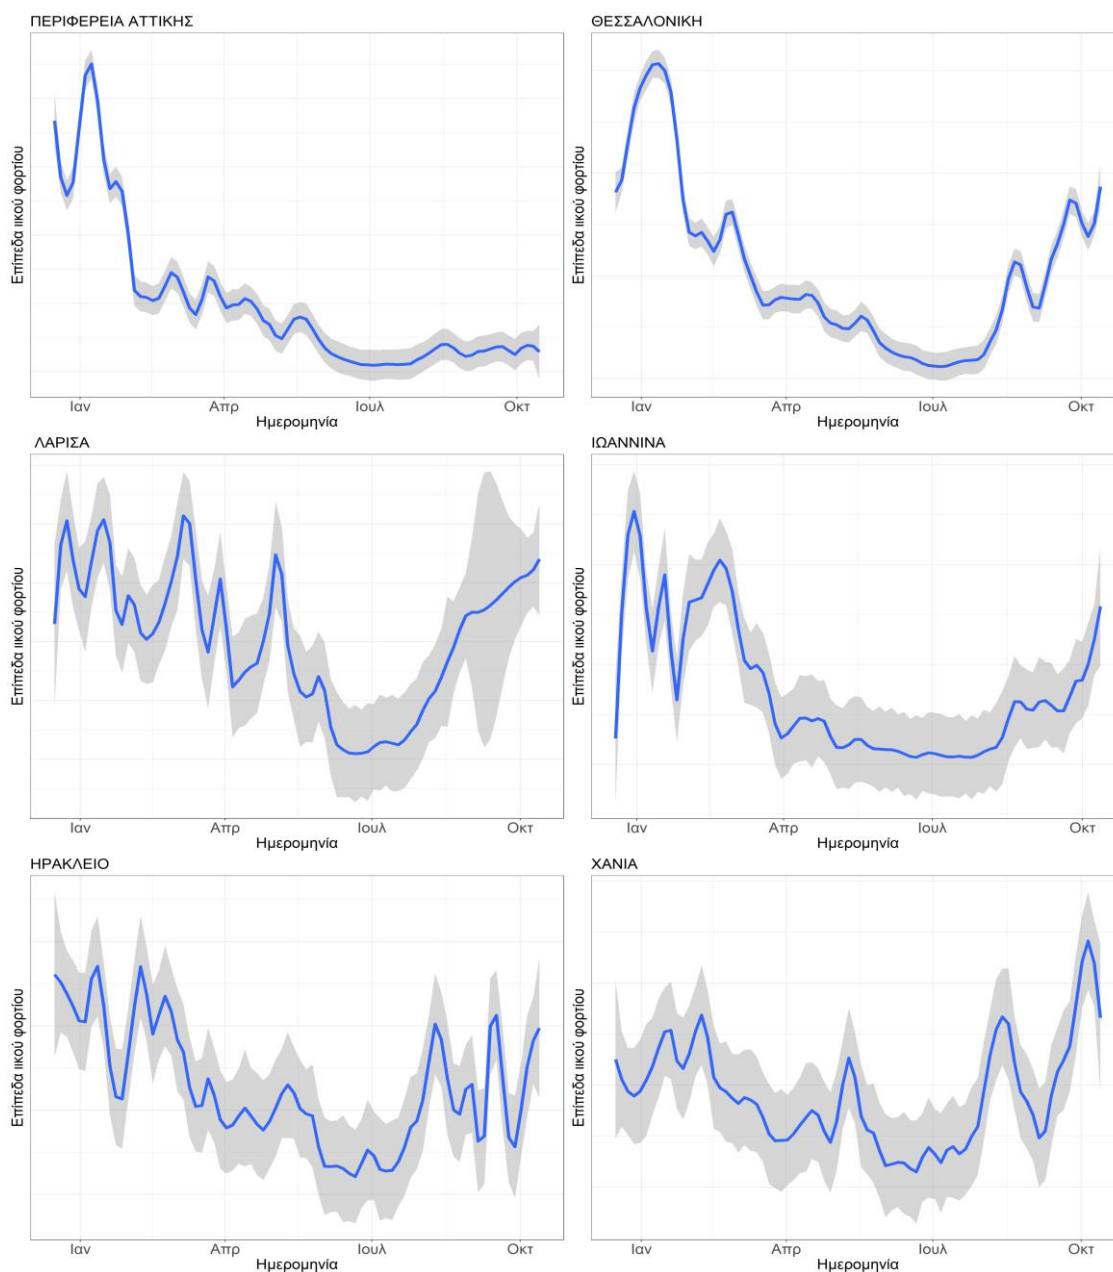 ΠΕΡΙΦΕΡΕΙΑ ΑΤΤΙΚΗΣ
Επίπεδα ιικού φορτίου
Ιαν Απρ Ιουλ Οκτ
Ημερομηνία
ΘΕΣΣΑΛΟΝΙΚΗ
Επίπεδα ιικού φορτίου
Ιαν Απρ Ιουλ Οκτ
Ημερομηνία
ΛΑΡΙΣΑ
Επίπεδα ιικού φορτίου
Ιαν Απρ Ιουλ Οκτ
Ημερομηνία
ΙΩΑΝΝΙΝΑ
Επίπεδα ιικού φορτίου
Ιαν Απρ Ιουλ Οκτ
Ημερομηνία
ΗΡΑΚΛΕΙΟ
Επίπεδα ιικού φορτίου
Ιαν Απρ Ιουλ Οκτ
Ημερομηνία
ΧΑΝΙΑ
Επίπεδα ιικού φορτίου
Ιαν Απρ Ιουλ Οκτ
Ημερομηνία